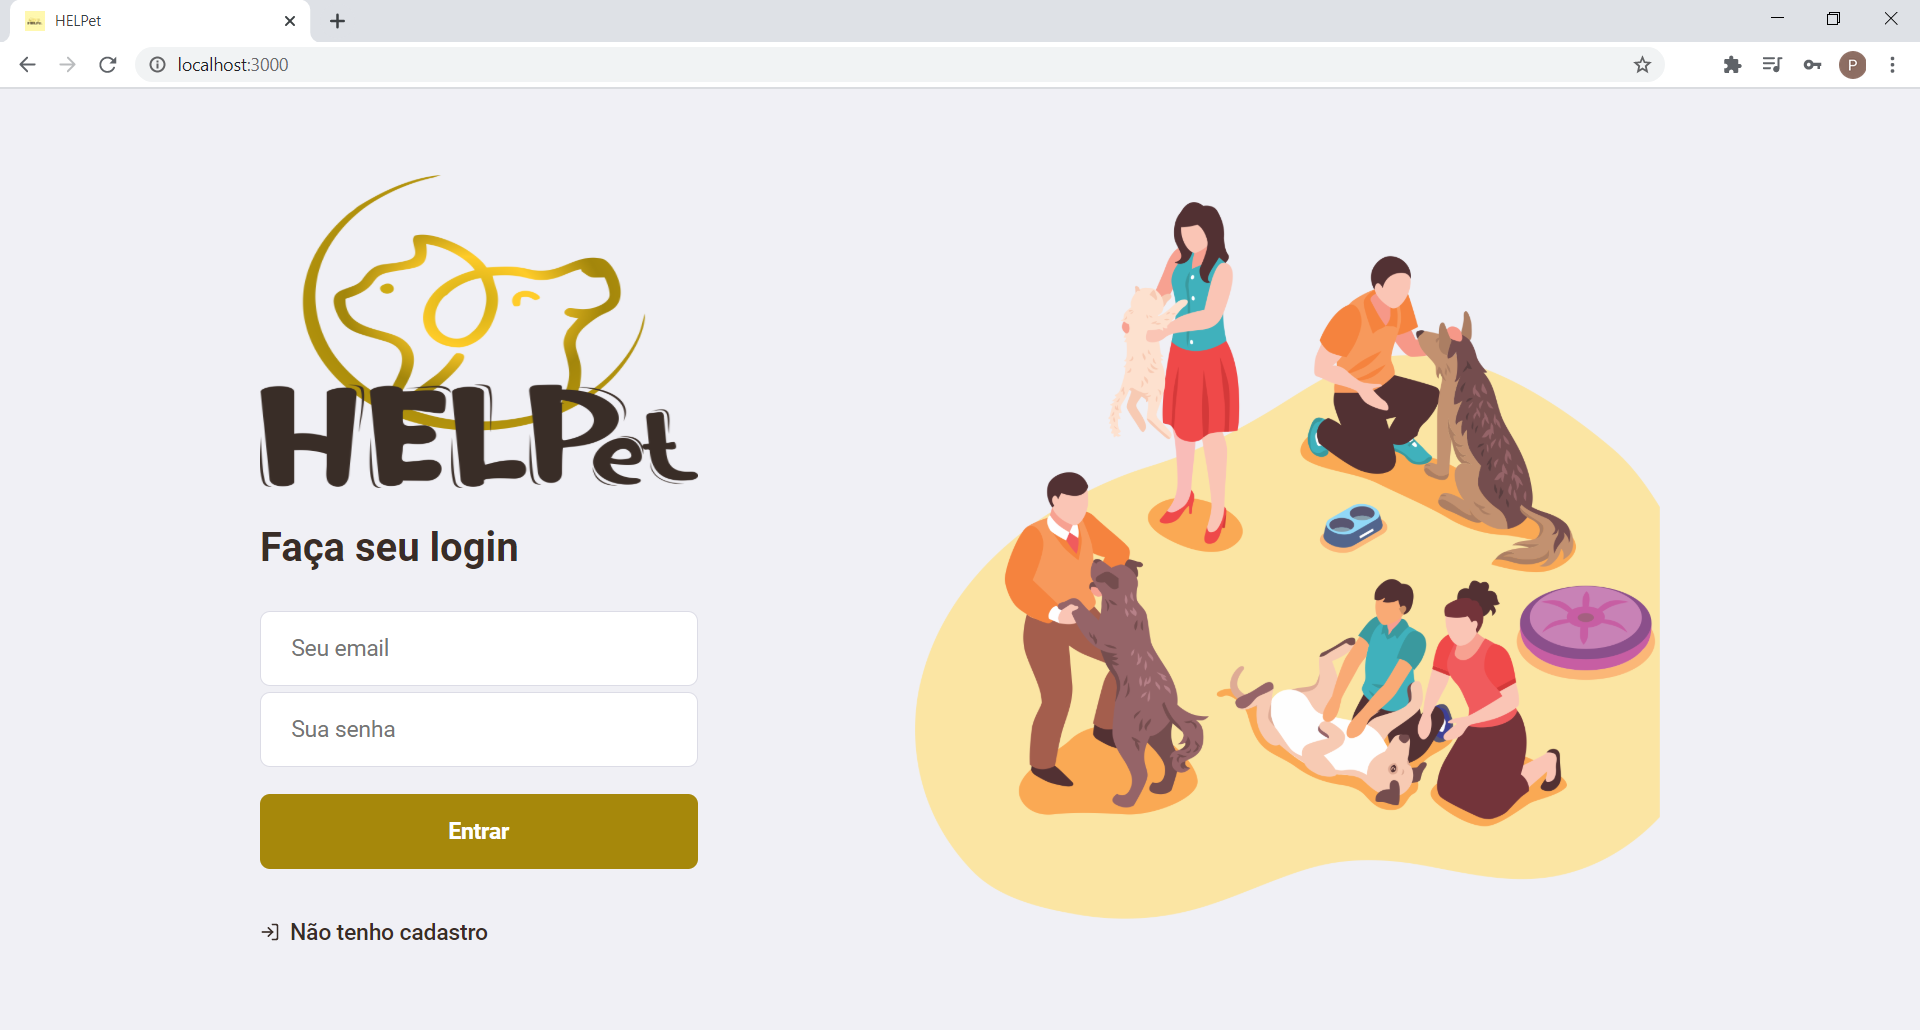 HELPet
localhost:3000
P
HELPet
Faça seu login
Seu email
Sua senha
Entrar
Não tenho cadastro